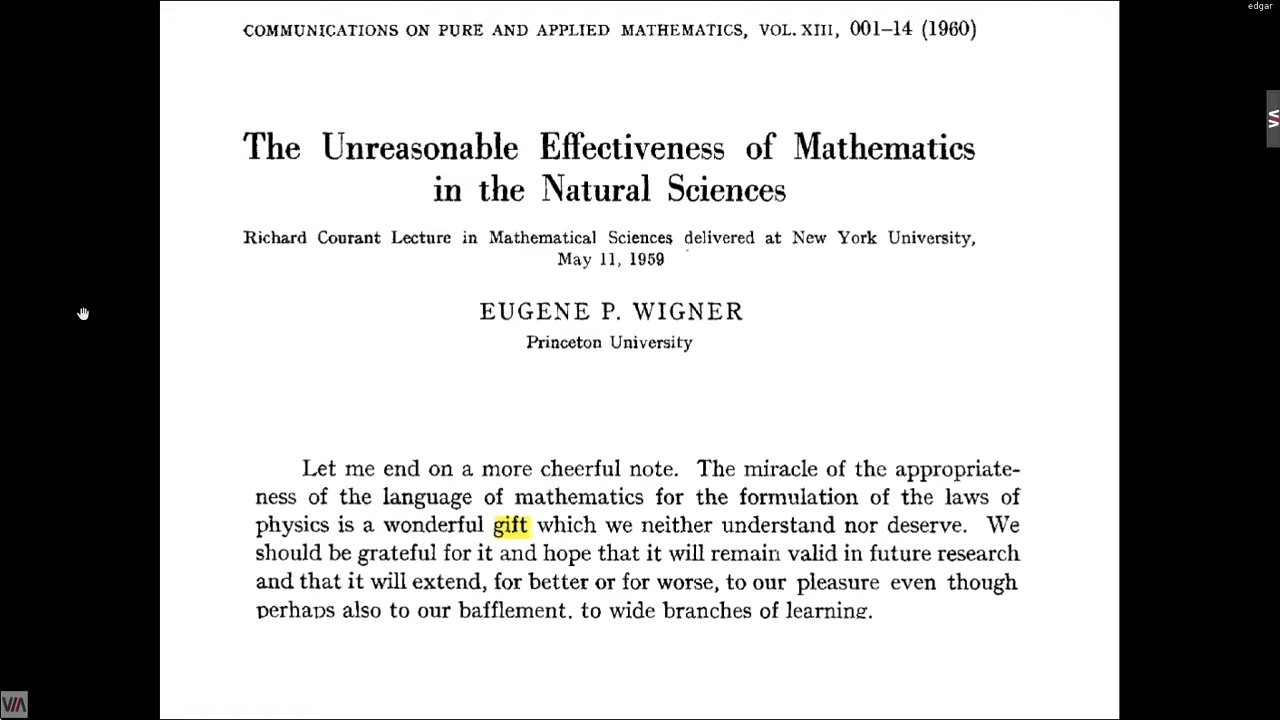 edgar
COMMUNICATIONS ON PURE AND APPLIED MATHEMATICS, VOL. XIII, 001–14 (1960)
The Unreasonable Effectiveness of Mathematics
in the Natural Sciences
Richard Courant Lecture in Mathematical Sciences delivered at New York University,
May 11, 1959
EUGENE P. WIGNER
Princeton University
Let me end on a more cheerful note. The miracle of the appropriate-
ness of the language of mathematics for the formulation of the laws of
physics is a wonderful gift which we neither understand nor deserve. We
should be grateful for it and hope that it will remain valid in future research
and that it will extend, for better or for worse, to our pleasure even though
perhaps also to our bafflement, to wide branches of learning.
VIA